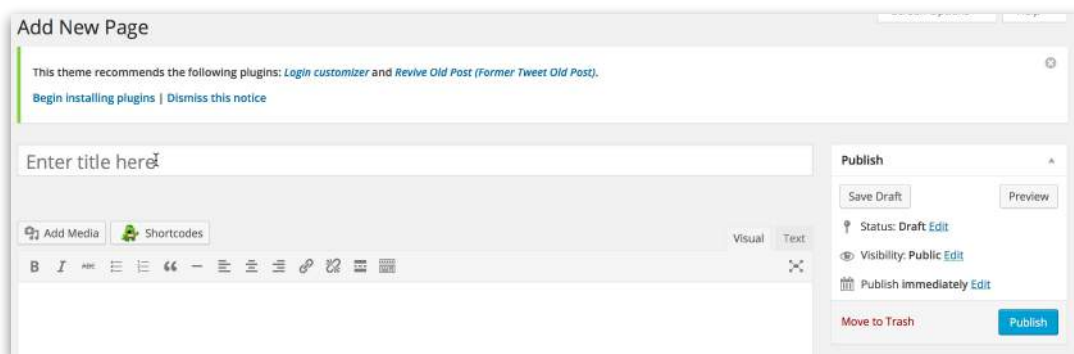 Add New Page
This theme recommends the following plugins: Login customizer and Revive Old Post (Former Tweet Old Post).
Begin installing plugins | Dismiss this notice
Enter title here
Publish
Save Draft
Preview
Status: Draft Edit
Visibility: Public Edit
Publish immediately Edit
Move to Trash
Publish
Add Media
Shortcodes
Visual
Text
B I ABC